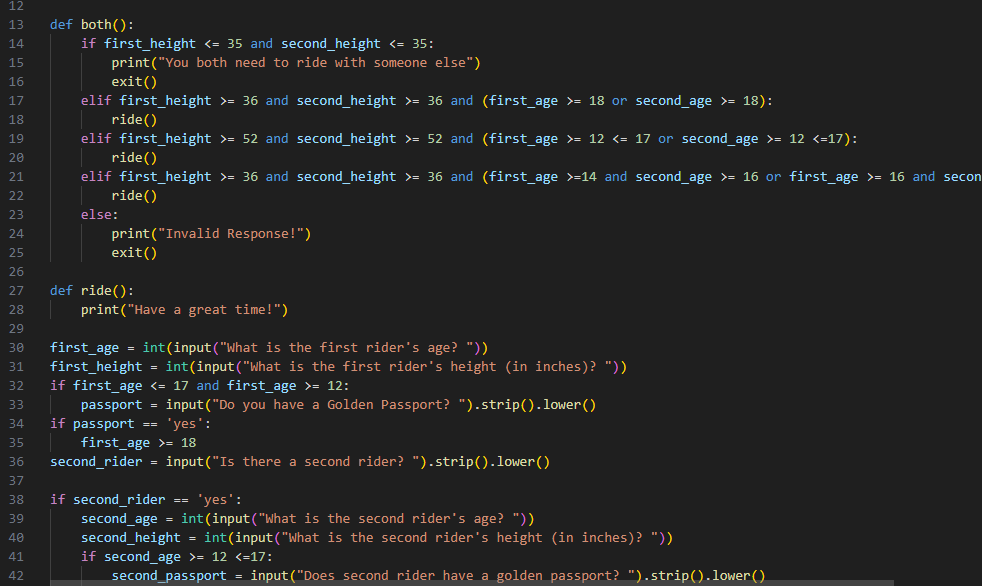 12
13 def both():
14     if first_height <= 35 and second_height <= 35:
15         print("You both need to ride with someone else")
16         exit()
17     elif first_height >= 36 and second_height >= 36 and (first_age >= 18 or second_age >= 18):
18         ride()
19     elif first_height >= 52 and second_height >= 52 and (first_age >= 12 <= 17 or second_age >= 12 <=17):
20         ride()
21     elif first_height >= 36 and second_height >= 36 and (first_age >=14 and second_age >= 16 or first_age >= 16 and secon
22         ride()
23     else:
24         print("Invalid Response!")
25         exit()
26
27 def ride():
28     print("Have a great time!")
29
30 first_age = int(input("What is the first rider's age? "))
31 first_height = int(input("What is the first rider's height (in inches)? "))
32 if first_age <= 17 and first_age >= 12:
33     passport = input("Do you have a Golden Passport? ").strip().lower()
34 if passport == 'yes':
35     first_age >= 18
36 second_rider = input("Is there a second rider? ").strip().lower()
37
38 if second_rider == 'yes':
39     second_age = int(input("What is the second rider's age? "))
40     second_height = int(input("What is the second rider's height (in inches)? "))
41     if second_age >= 12 <=17:
42         second_passport = input("Does second rider have a golden passport? ").strip().lower()